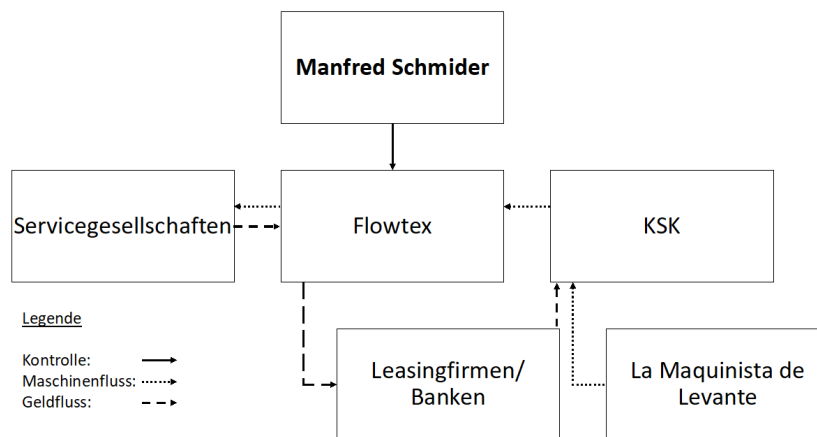 Manfred Schmider
Servicegesellschaften
Flowtex
KSK
Legende
Kontrolle:
Maschinenfluss:
Geldfluss:
Leasingfirmen/
Banken
La Maquinista de
Levante